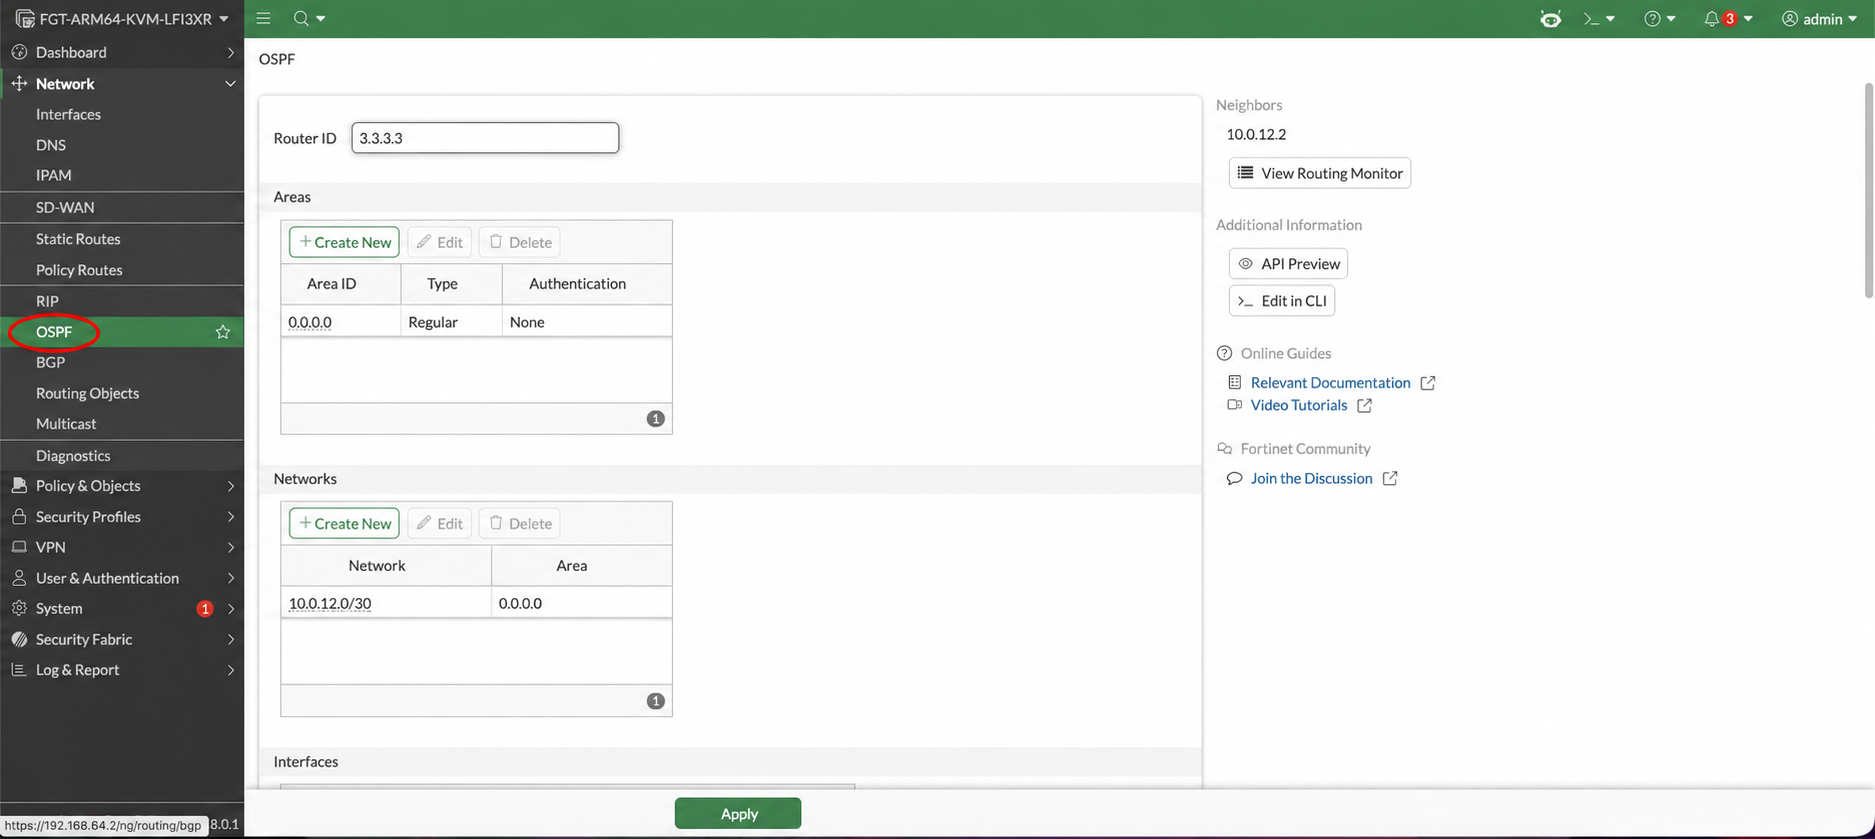 FGT-ARM64-KVM-LFI3XR
3
admin
Dashboard
Network
Interfaces
DNS
IPAM
SD-WAN
Static Routes
Policy Routes
RIP
OSPF
BGP
Routing Objects
Multicast
Diagnostics
Policy & Objects
Security Profiles
VPN
User & Authentication
System 1
Security Fabric
Log & Report
https://192.168.64.2/ng/routing/bgp
8.0.1
OSPF
Router ID 3.3.3.3
Areas
+ Create New Edit Delete
Area ID Type Authentication
0.0.0.0 Regular None
1
Networks
+ Create New Edit Delete
Network Area
10.0.12.0/30 0.0.0.0
1
Interfaces
Apply
Neighbors
10.0.12.2
View Routing Monitor
Additional Information
API Preview
>_ Edit in CLI
Online Guides
Relevant Documentation
Video Tutorials
Fortinet Community
Join the Discussion